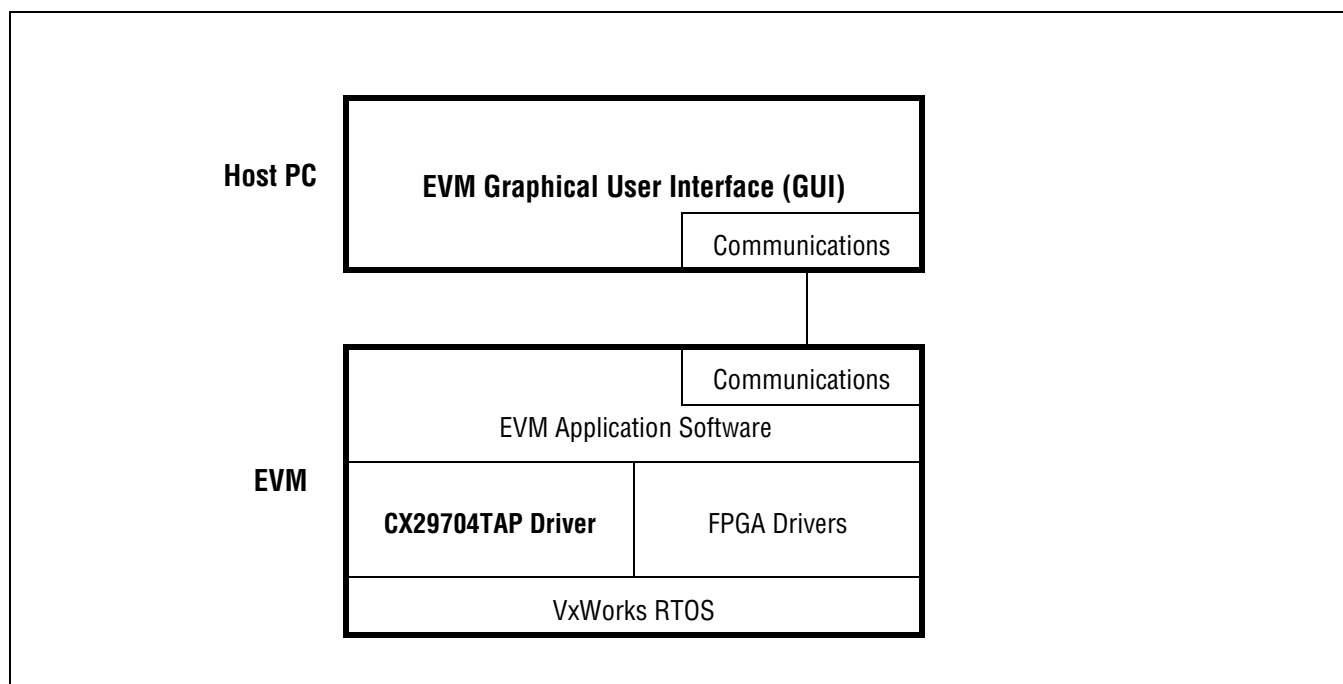 Host PC
EVM Graphical User Interface (GUI)
Communications
Communications
EVM Application Software
EVM
CX29704TAP Driver
FPGA Drivers
VxWorks RTOS